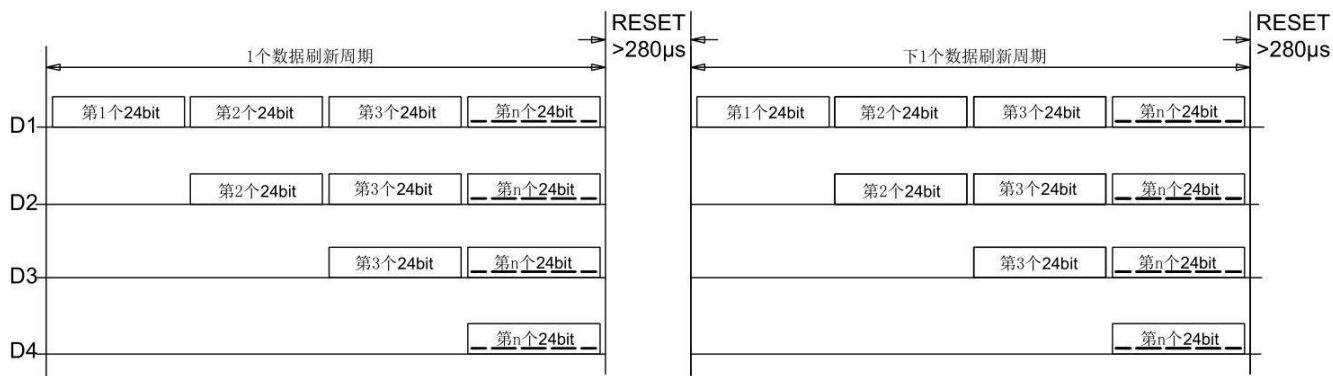 RESET
>280μs
RESET
>280μs
1个数据刷新周期
下1个数据刷新周期
D1 第1个24bit 第2个24bit 第3个24bit 第n个24bit 第1个24bit 第2个24bit 第3个24bit 第n个24bit
D2 第2个24bit 第3个24bit 第n个24bit 第2个24bit 第3个24bit 第n个24bit
D3 第3个24bit 第n个24bit 第3个24bit 第n个24bit
D4 第n个24bit 第n个24bit